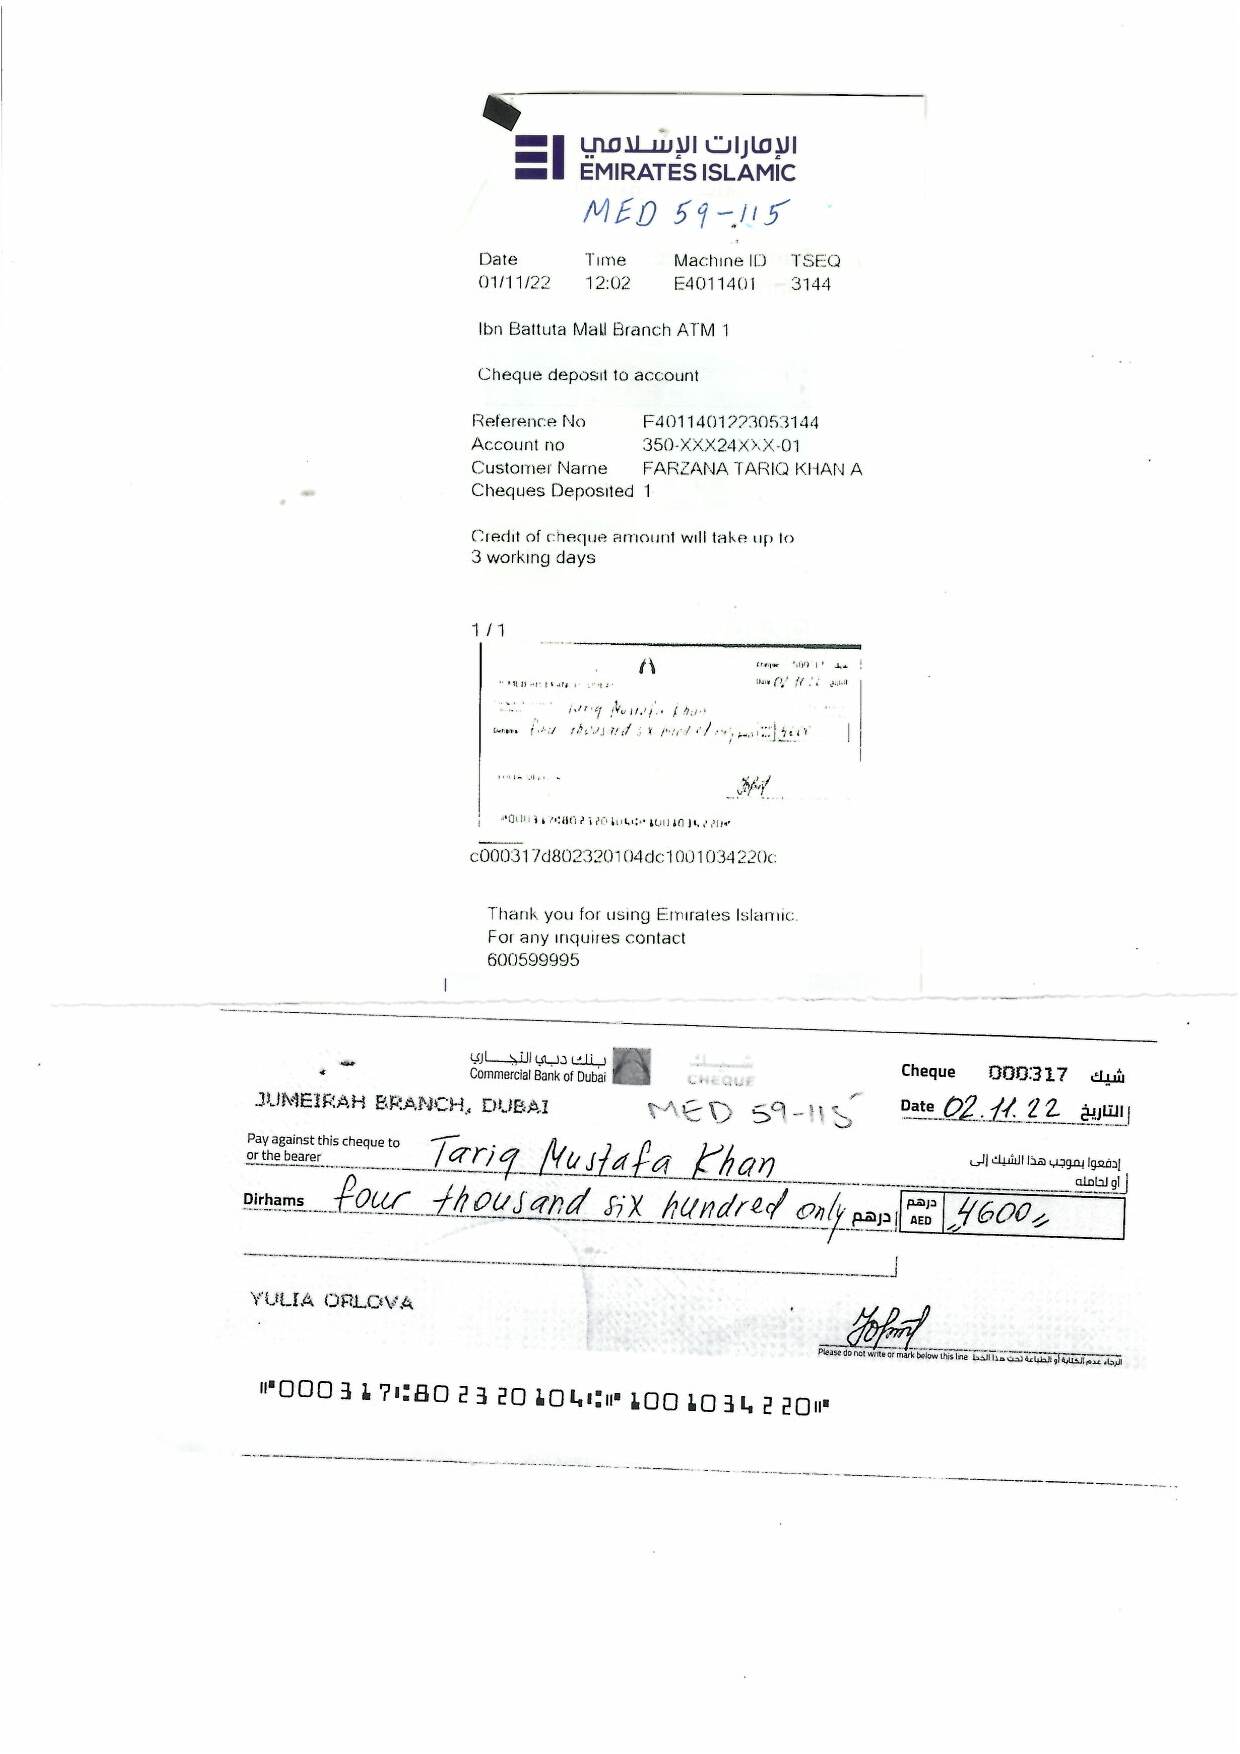 الإمارات الإسلامي
EMIRATES ISLAMIC
MED 59-115
Date Time Machine ID TSEQ
01/11/22 12:02 E4011401 3144
Ibn Battuta Mall Branch ATM 1
Cheque deposit to account
Reference No F4011401223053144
Account no 350-XXX24XXX-01
Customer Name FARZANA TARIQ KHAN A
Cheques Deposited 1
Credit of cheque amount will take up to
3 working days
1 / 1
Tariq Mustafa Khan
c000317d802320104dc1001034220c
Thank you for using Emirates Islamic.
For any inquires contact
600599995
بنك دبي التجاري
Commercial Bank of Dubai
شيك
CHEQUE
Cheque 000317 شيك
JUMEIRAH BRANCH, DUBAI
MED 59-115
Date 02.11.22 التاريخ
Pay against this cheque to
or the bearer
Tariq Mustafa Khan
إدفعوا بموجب هذا الشيك إلى
أو لحامله
Dirhams four thousand six hundred only درهم
درهم
AED
4600
YULIA ORLOVA
Please do not write or mark below this line الرجاء عدم الكتابة أو الطباعة تحت هذا الخط
⑈000317⑆802320104⑆⑈1001034220⑈